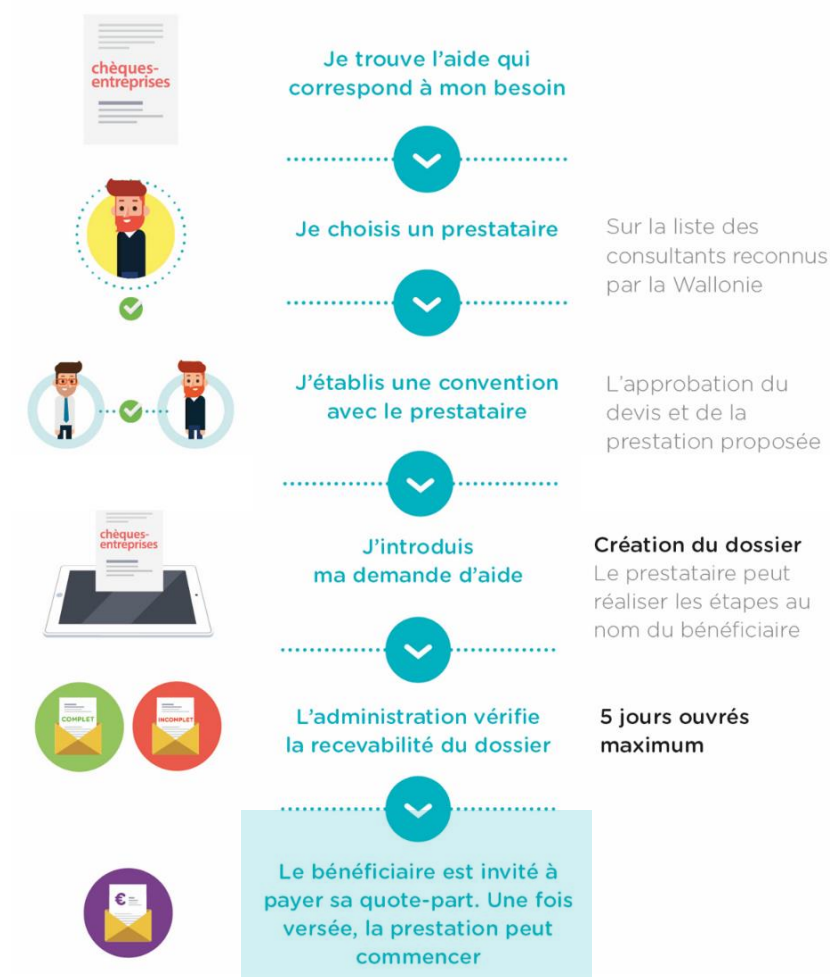 chèques-
entreprises
Je trouve l'aide qui
correspond à mon besoin
Je choisis un prestataire
Sur la liste des
consultants reconnus
par la Wallonie
J'établis une convention
avec le prestataire
L'approbation du
devis et de la
prestation proposée
chèques-
entreprises
J'introduis
ma demande d'aide
Création du dossier
Le prestataire peut
réaliser les étapes au
nom du bénéficiaire
COMPLET
INCOMPLET
L'administration vérifie
la recevabilité du dossier
5 jours ouvrés
maximum
€
Le bénéficiaire est invité à
payer sa quote-part. Une fois
versée, la prestation peut
commencer